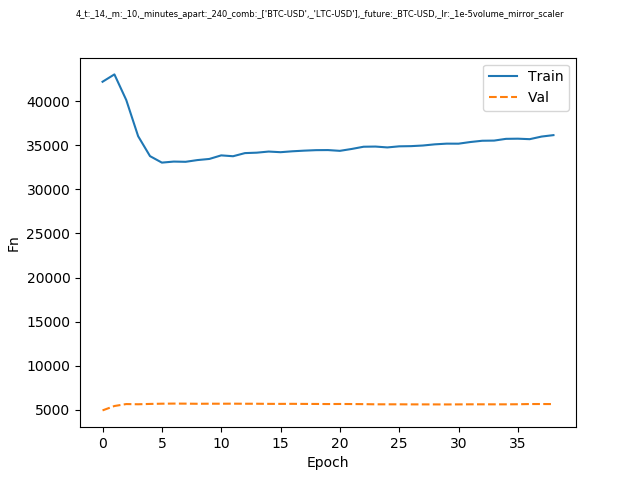 4_t:_14,_m:_10,_minutes_apart:_240_comb:_['BTC-USD',_'LTC-USD'],_future:_BTC-USD,_lr:_1e-5volume_mirror_scaler
Train
Val
40000
35000
30000
25000
20000
15000
10000
5000
Fn
0 5 10 15 20 25 30 35
Epoch